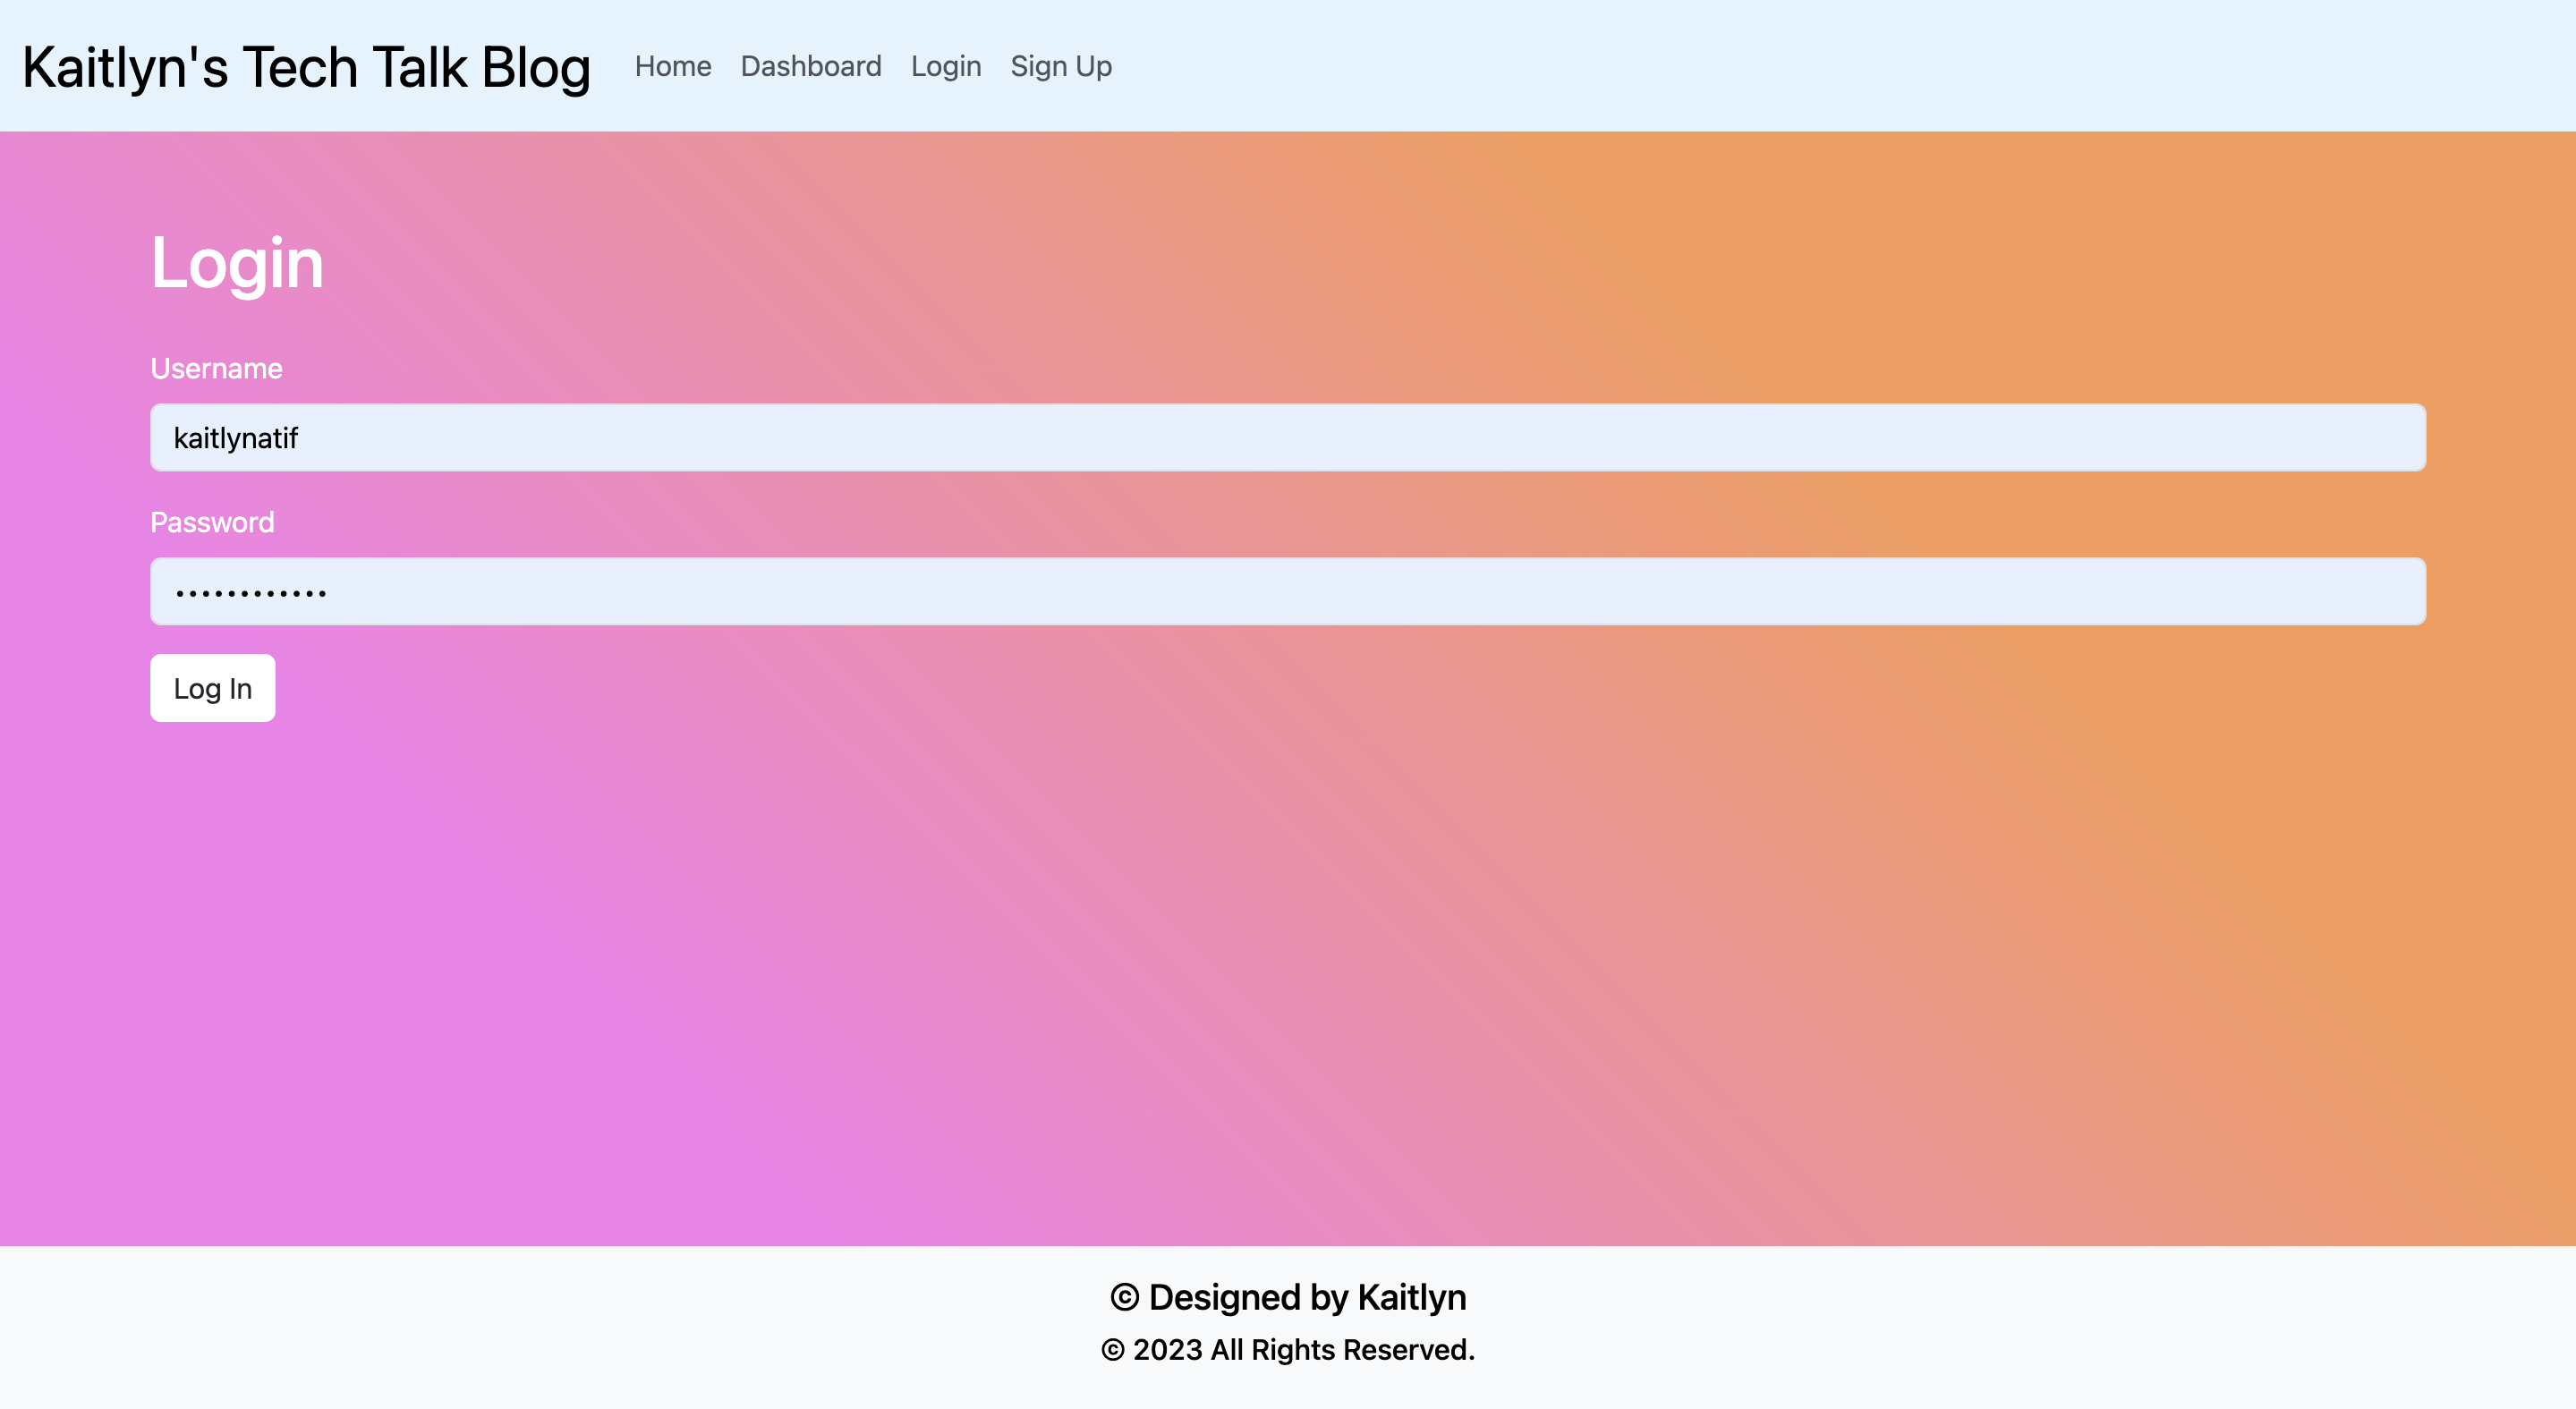 Kaitlyn's Tech Talk Blog Home Dashboard Login Sign Up
Login
Username
kaitlynatif
Password
••••••••••••
Log In
© Designed by Kaitlyn
© 2023 All Rights Reserved.